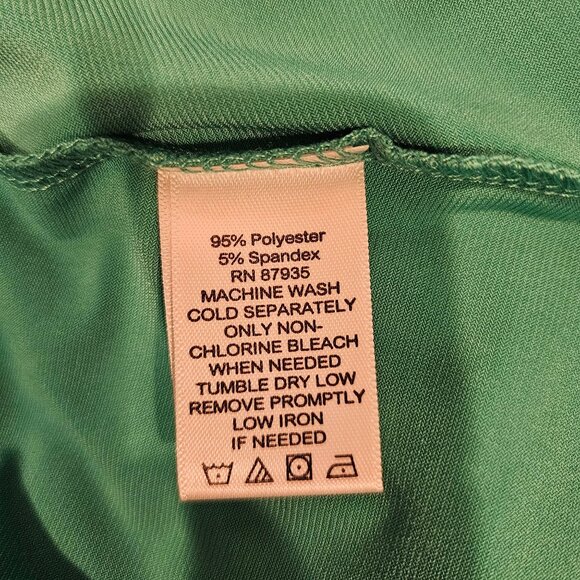 95% Polyester
5% Spandex
RN 87935
MACHINE WASH
COLD SEPARATELY
ONLY NON-
CHLORINE BLEACH
WHEN NEEDED
TUMBLE DRY LOW
REMOVE PROMPTLY
LOW IRON
IF NEEDED